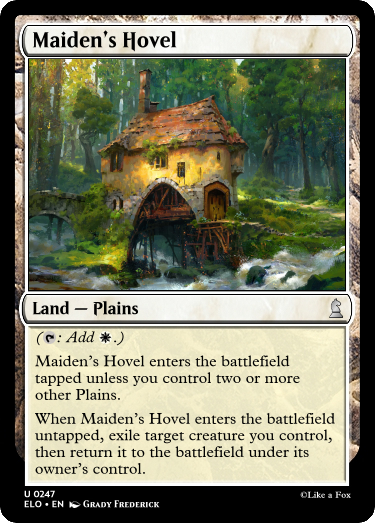 Maiden's Hovel
Land — Plains
(: Add .)
Maiden's Hovel enters the battlefield
tapped unless you control two or more
other Plains.
When Maiden's Hovel enters the battlefield
untapped, exile target creature you control,
then return it to the battlefield under its
owner's control.
U 0247
ELO • EN Grady Frederick
©Like a Fox